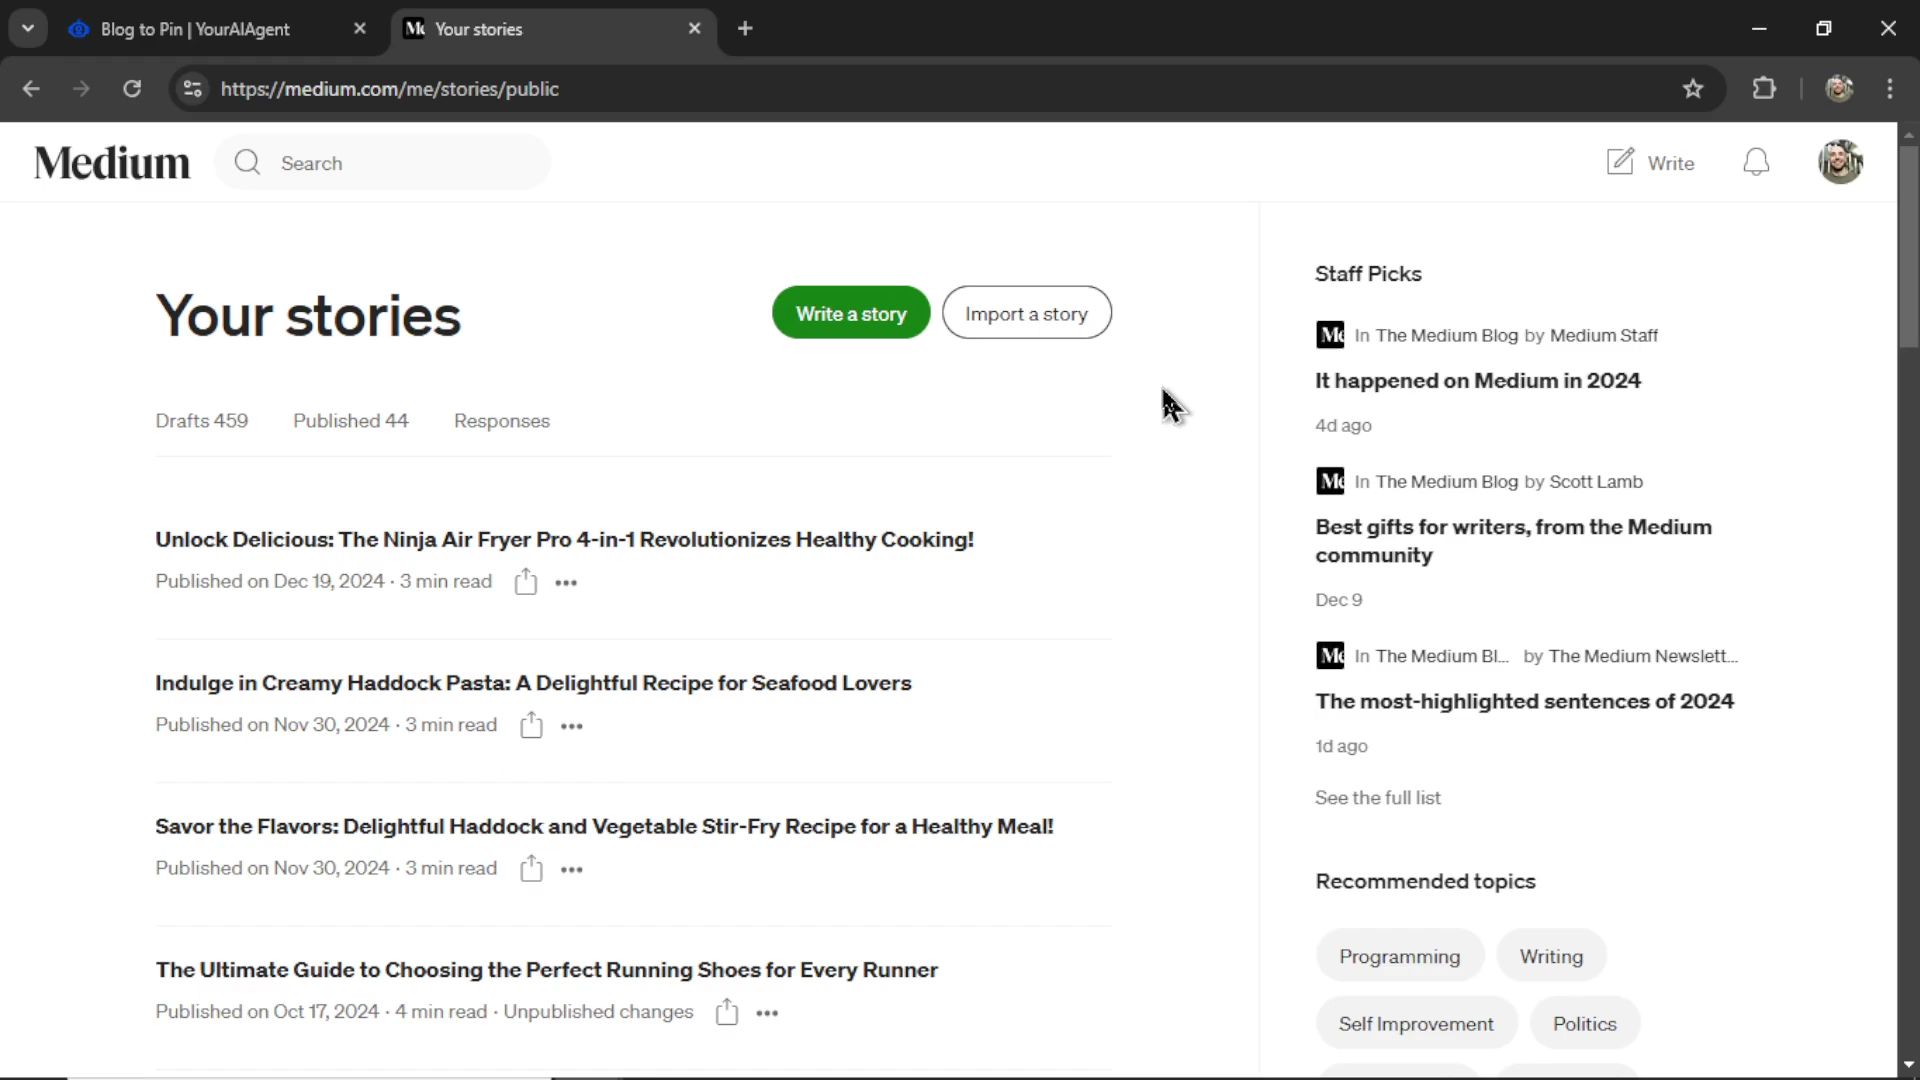 Blog to Pin | YourAIAgent
Your stories
https://medium.com/me/stories/public
Medium
Search
Write
Your stories
Write a story
Import a story
Drafts 459
Published 44
Responses
Unlock Delicious: The Ninja Air Fryer Pro 4-in-1 Revolutionizes Healthy Cooking!
Published on Dec 19, 2024 · 3 min read
Indulge in Creamy Haddock Pasta: A Delightful Recipe for Seafood Lovers
Published on Nov 30, 2024 · 3 min read
Savor the Flavors: Delightful Haddock and Vegetable Stir-Fry Recipe for a Healthy Meal!
Published on Nov 30, 2024 · 3 min read
The Ultimate Guide to Choosing the Perfect Running Shoes for Every Runner
Published on Oct 17, 2024 · 4 min read · Unpublished changes
Staff Picks
In The Medium Blog by Medium Staff
It happened on Medium in 2024
4d ago
In The Medium Blog by Scott Lamb
Best gifts for writers, from the Medium
community
Dec 9
In The Medium Bl... by The Medium Newslett...
The most-highlighted sentences of 2024
1d ago
See the full list
Recommended topics
Programming
Writing
Self Improvement
Politics